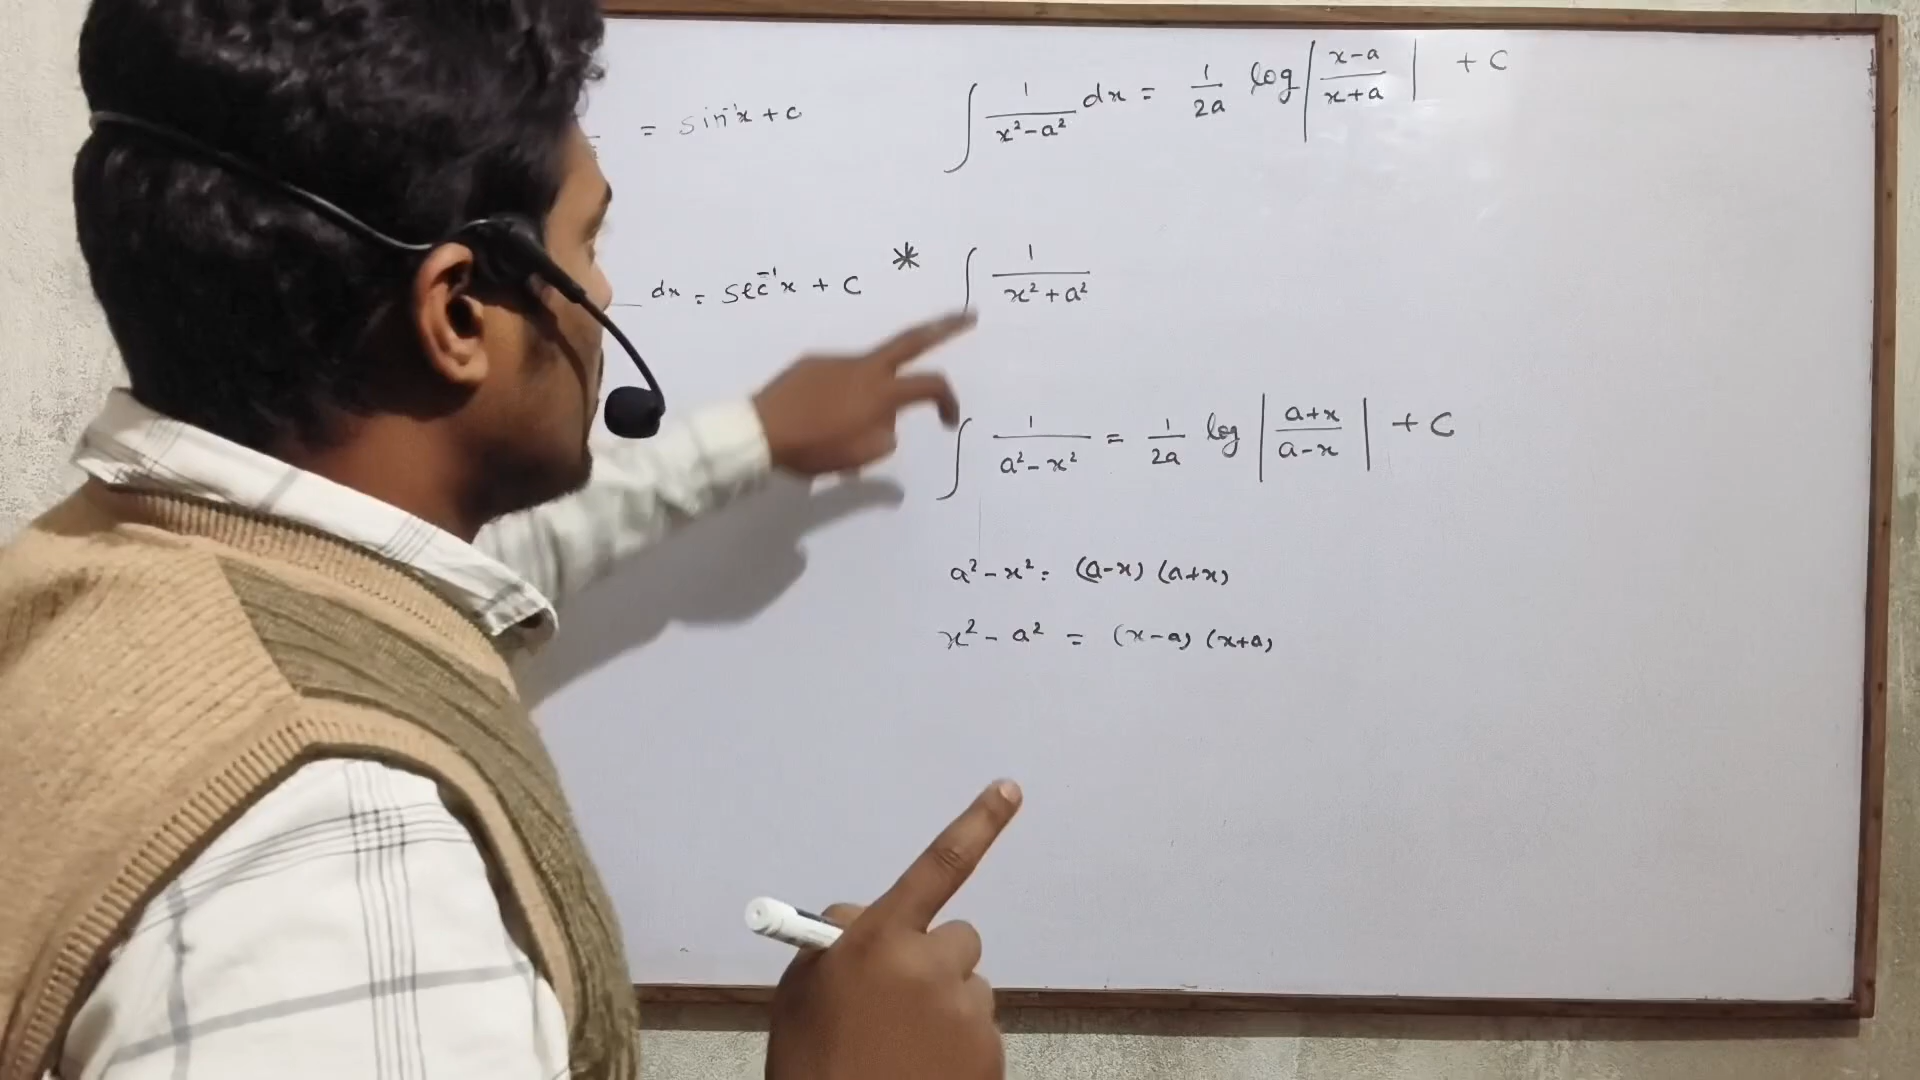 = sin⁻¹x + c
dx = sec⁻¹x + C
∫ 1/(x² - a²) dx = 1/2a log |(x-a)/(x+a)| + C
* ∫ 1/(x² + a²)
∫ 1/(a² - x²) = 1/2a log |(a+x)/(a-x)| + C
a² - x² = (a-x) (a+x)
x² - a² = (x-a) (x+a)